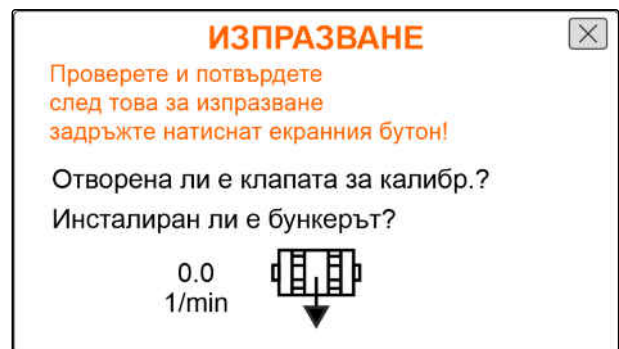 ИЗПРАЗВАНЕ
Проверете и потвърдете
след това за изпразване
задръжте натиснат екранния бутон!
Отворена ли е клапата за калибр.?
Инсталиран ли е бункерът?
0.0
1/min